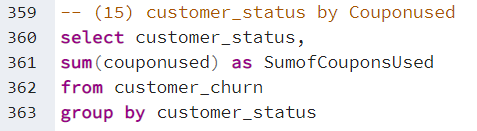 359 -- (15) customer_status by Couponused
360 select customer_status,
361 sum(couponused) as SumofCouponsUsed
362 from customer_churn
363 group by customer_status